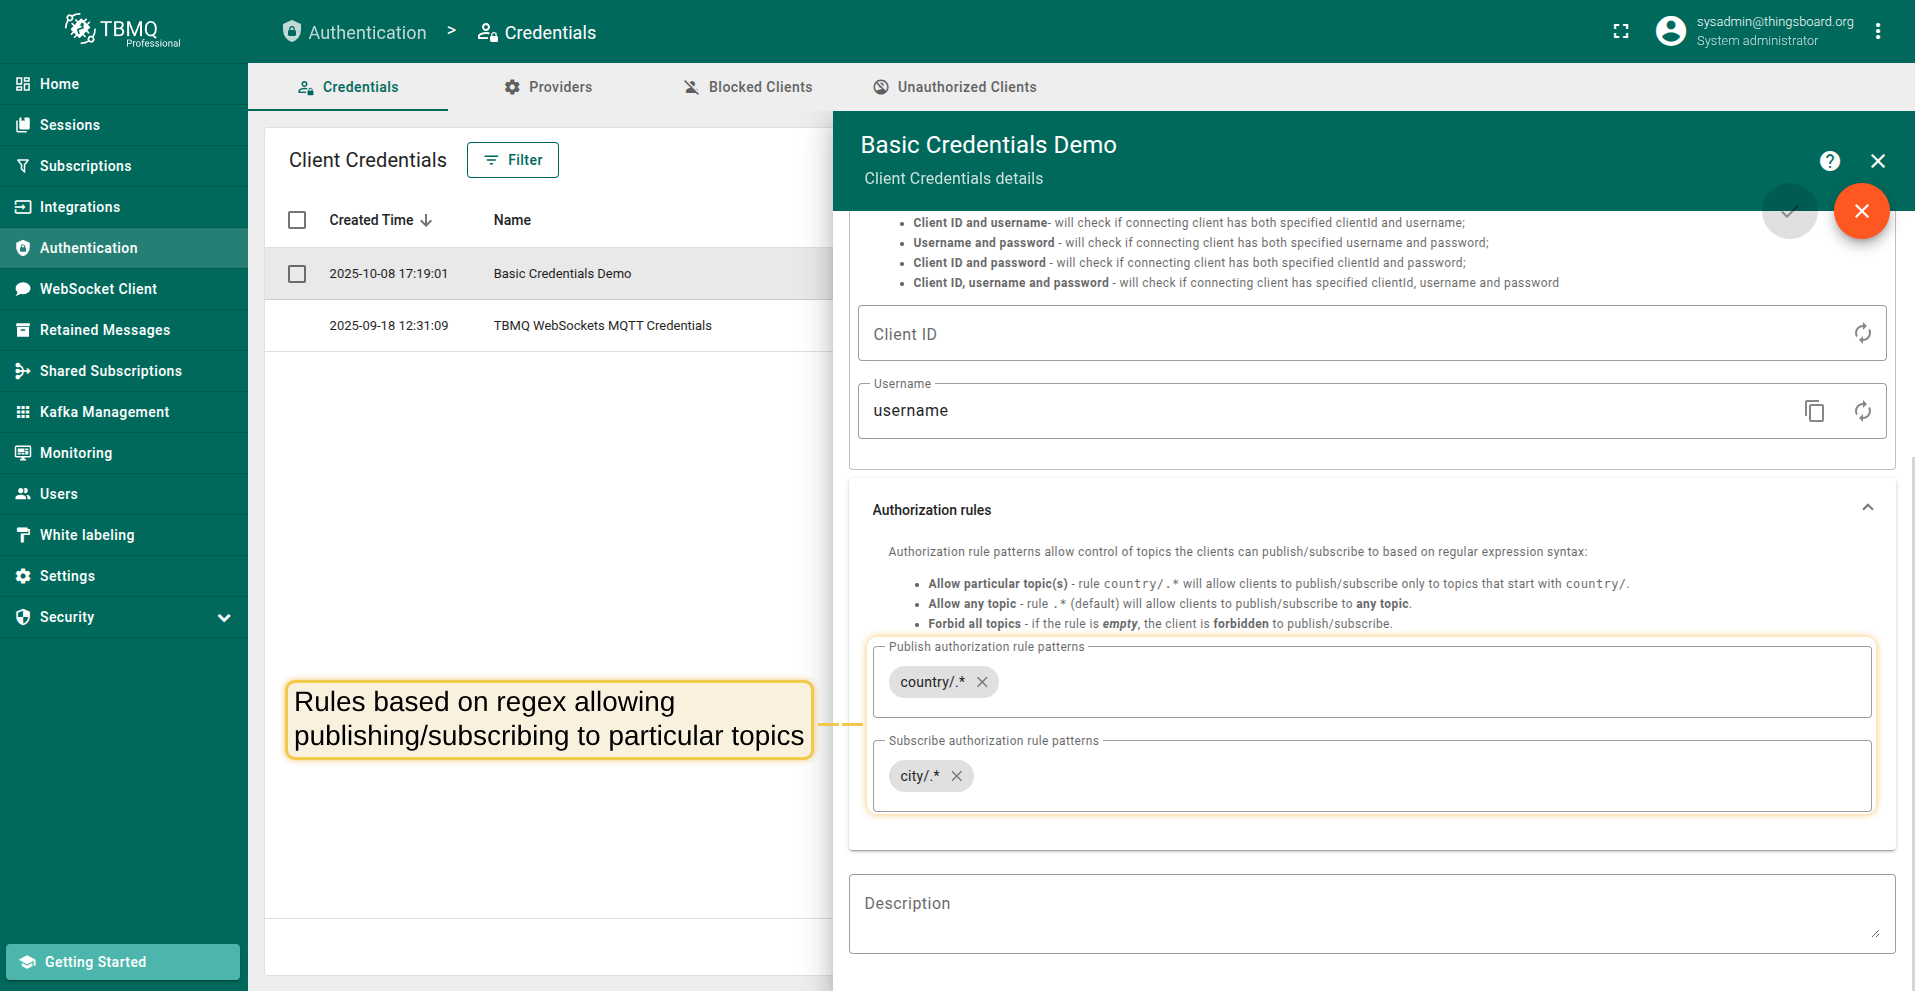 TBMQ
Professional
Authentication > Credentials
sysadmin@thingsboard.org
System administrator
Home
Sessions
Subscriptions
Integrations
Authentication
WebSocket Client
Retained Messages
Shared Subscriptions
Kafka Management
Monitoring
Users
White labeling
Settings
Security
Getting Started
Credentials
Providers
Blocked Clients
Unauthorized Clients
Client Credentials
Filter
Created Time
Name
2025-10-08 17:19:01
Basic Credentials Demo
2025-09-18 12:31:09
TBMQ WebSockets MQTT Credentials
Rules based on regex allowing
publishing/subscribing to particular topics
Basic Credentials Demo
Client Credentials details
Client ID and username- will check if connecting client has both specified clientId and username;
Username and password - will check if connecting client has both specified username and password;
Client ID and password - will check if connecting client has both specified clientId and password;
Client ID, username and password - will check if connecting client has specified clientId, username and password
Client ID
Username
username
Authorization rules
Authorization rule patterns allow control of topics the clients can publish/subscribe to based on regular expression syntax:
Allow particular topic(s) - rule country/.* will allow clients to publish/subscribe only to topics that start with country/.
Allow any topic - rule .* (default) will allow clients to publish/subscribe to any topic.
Forbid all topics - if the rule is empty, the client is forbidden to publish/subscribe.
Publish authorization rule patterns
country/.*
Subscribe authorization rule patterns
city/.*
Description